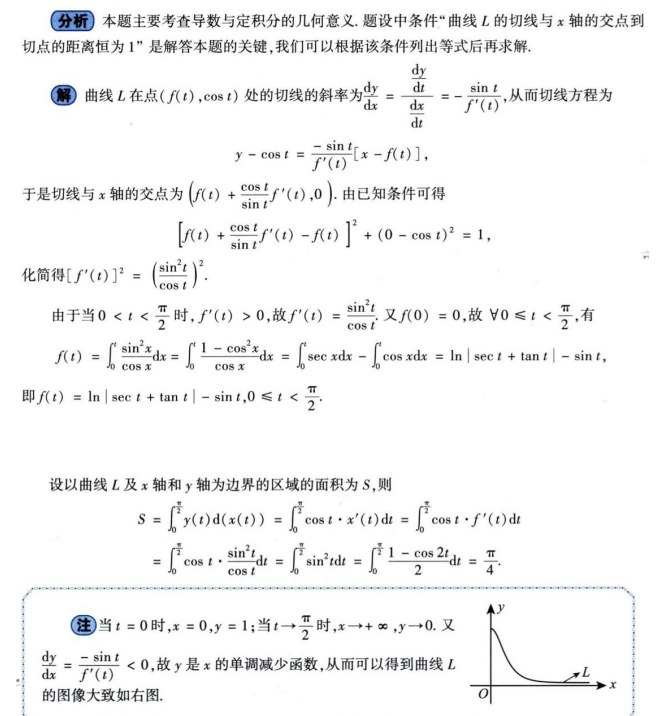 分析 本题主要考查导数与定积分的几何意义.题设中条件“曲线 L 的切线与 x 轴的交点到
切点的距离恒为 1”是解答本题的关键,我们可以根据该条件列出等式后再求解.
解 曲线 L 在点(f(t),cos t) 处的切线的斜率为 dy/dx = (dy/dt)/(dx/dt) = - sin t/f′(t),从而切线方程为
y - cos t = (- sin t)/f′(t) [x - f(t)],
于是切线与 x 轴的交点为 (f(t) + (cos t/sin t) f′(t),0). 由已知条件可得
[f(t) + (cos t/sin t) f′(t) - f(t)]² + (0 - cos t)² = 1,
化简得[f′(t)]² = (sin²t/cos t)².
由于当 0 < t < π/2 时, f′(t) > 0,故f′(t) = sin²t/cos t. 又 f(0) = 0,故 ∀0 ≤ t < π/2,有
f(t) = ∫₀ᵗ (sin²x/cos x) dx = ∫₀ᵗ ((1 - cos²x)/cos x) dx = ∫₀ᵗ sec xdx - ∫₀ᵗ cos xdx = ln | sec t + tan t | - sin t,
即 f(t) = ln | sec t + tan t | - sin t,0 ≤ t < π/2.
设以曲线 L 及 x 轴和 y 轴为边界的区域的面积为 S,则
S = ∫₀^(π/2) y(t)d(x(t)) = ∫₀^(π/2) cos t · x′(t)dt = ∫₀^(π/2) cos t · f′(t)dt
= ∫₀^(π/2) cos t · (sin²t/cos t) dt = ∫₀^(π/2) sin²tdt = ∫₀^(π/2) ((1 - cos 2t)/2) dt = π/4.
注 当 t = 0 时,x = 0,y = 1;当 t→π/2 时,x→+ ∞ ,y→0. 又
dy/dx = (- sin t)/f′(t) < 0,故 y 是 x 的单调减少函数,从而可以得到曲线 L
的图像大致如右图.
y
L
O
x